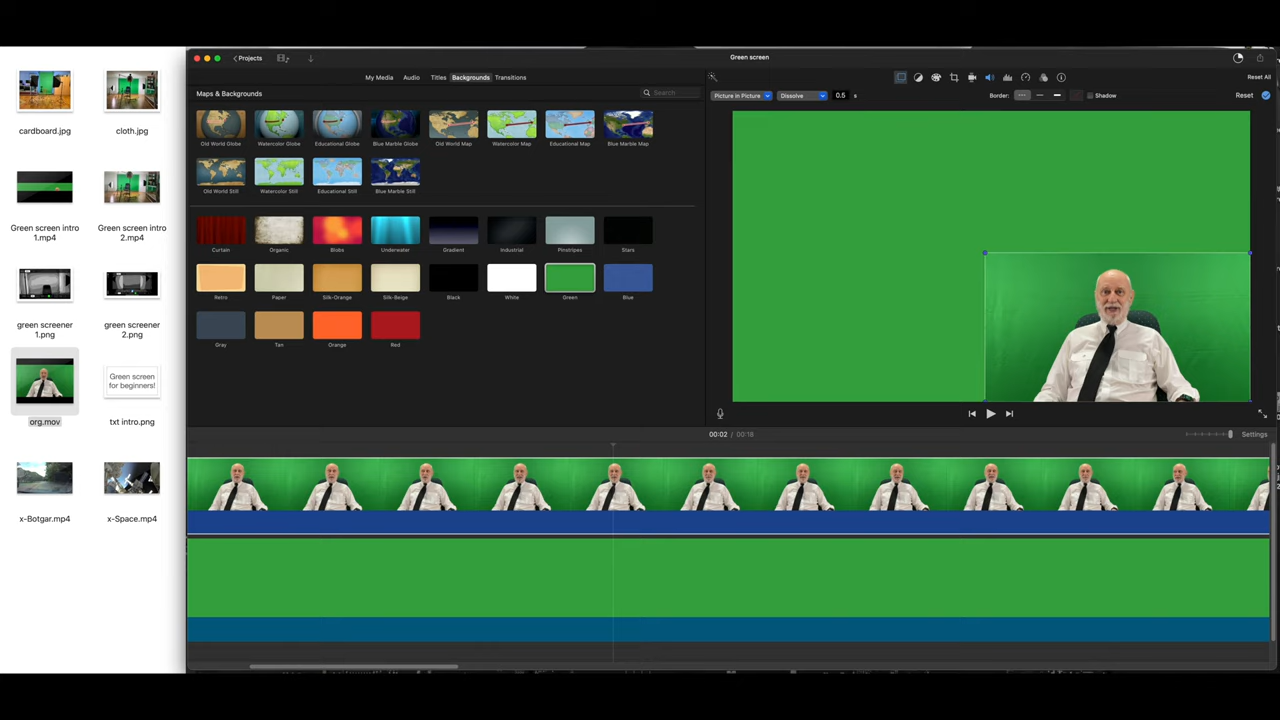 Projects
Green screen
My Media
Audio
Titles
Backgrounds
Transitions
Reset All
Maps & Backgrounds
Search
Picture in Picture
Dissolve
0.5
s
Border:
Shadow
Reset
Old World Globe
Watercolor Globe
Educational Globe
Blue Marble Globe
Old World Map
Watercolor Map
Educational Map
Blue Marble Map
Old World Still
Watercolor Still
Educational Still
Blue Marble Still
Curtain
Organic
Blobs
Underwater
Gradient
Industrial
Pinstripes
Stars
Retro
Paper
Silk-Orange
Silk-Beige
Black
White
Green
Blue
Gray
Tan
Orange
Red
00:02 / 00:18
Settings
cardboard.jpg
cloth.jpg
Green screen intro
1.mp4
Green screen intro
2.mp4
green screener
1.png
green screener
2.png
Green screen
for beginners!
org.mov
txt intro.png
x-Botgar.mp4
x-Space.mp4